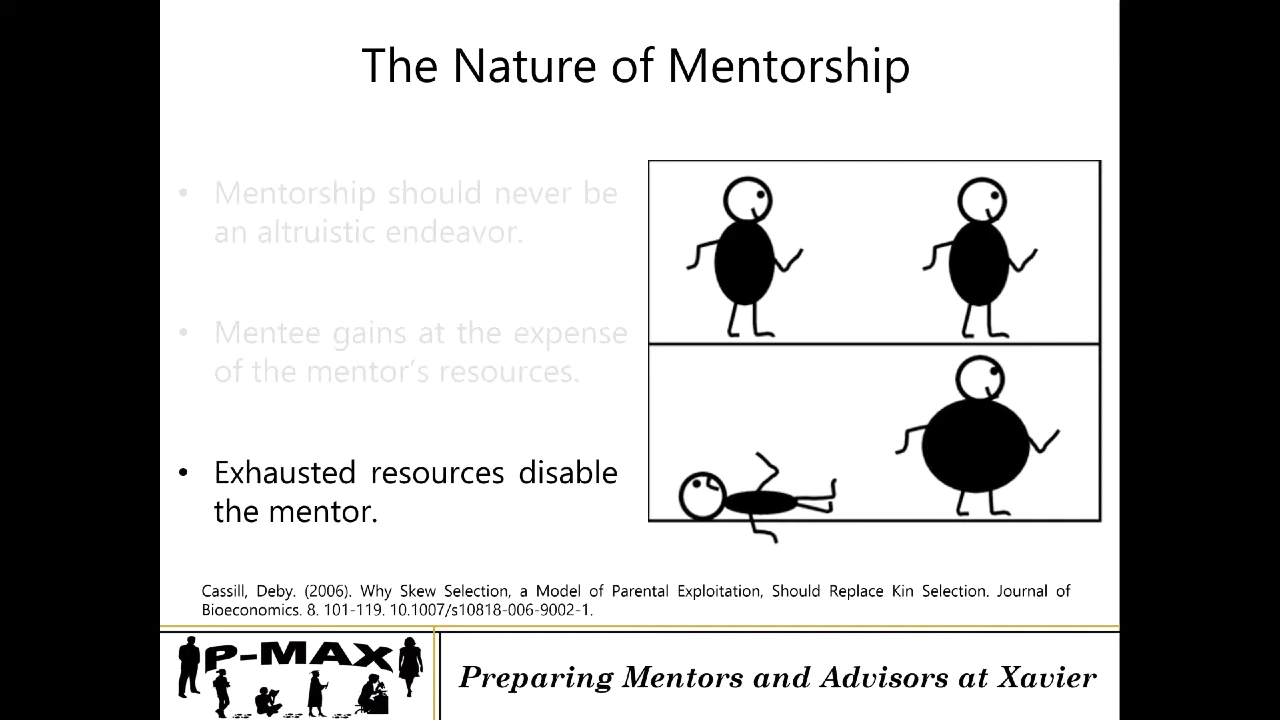 The Nature of Mentorship
• Mentorship should never be
an altruistic endeavor.
• Mentee gains at the expense
of the mentor’s resources.
• Exhausted resources disable
the mentor.
Cassill, Deby. (2006). Why Skew Selection, a Model of Parental Exploitation, Should Replace Kin Selection. Journal of
Bioeconomics. 8. 101-119. 10.1007/s10818-006-9002-1.
P-MAX
Preparing Mentors and Advisors at Xavier